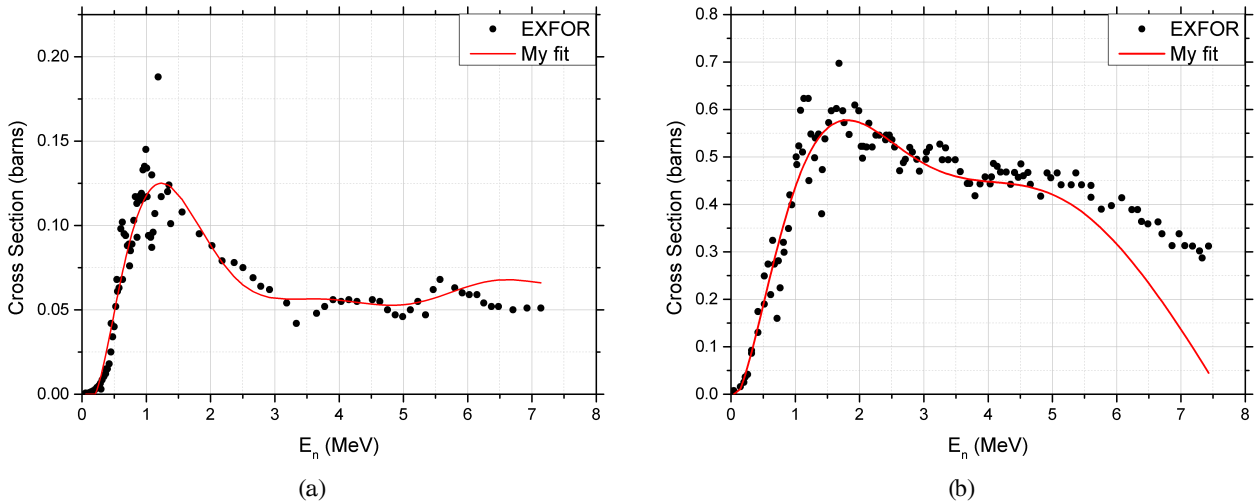 EXFOR
My fit
0.20
0.15
0.10
0.05
0.00
Cross Section (barns)
0 1 2 3 4 5 6 7 8
E_n (MeV)
(a)
EXFOR
My fit
0.8
0.7
0.6
0.5
0.4
0.3
0.2
0.1
0.0
Cross Section (barns)
0 1 2 3 4 5 6 7 8
E_n (MeV)
(b)